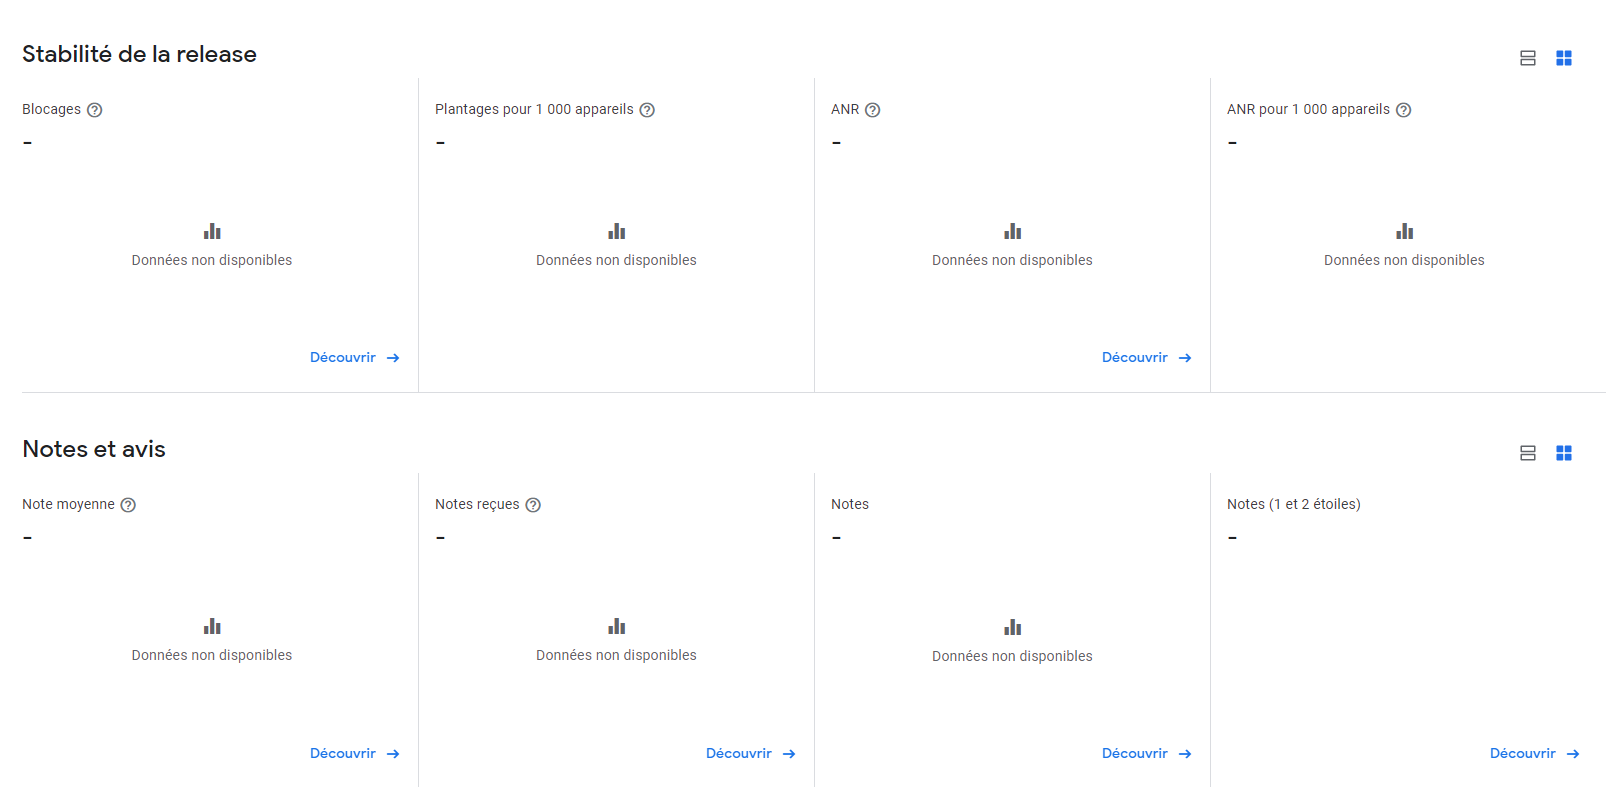 Stabilité de la release
Blocages
-
Données non disponibles
Découvrir
Plantages pour 1 000 appareils
-
Données non disponibles
ANR
-
Données non disponibles
Découvrir
ANR pour 1 000 appareils
-
Données non disponibles
Notes et avis
Note moyenne
-
Données non disponibles
Découvrir
Notes reçues
-
Données non disponibles
Découvrir
Notes
-
Données non disponibles
Découvrir
Notes (1 et 2 étoiles)
-
Découvrir